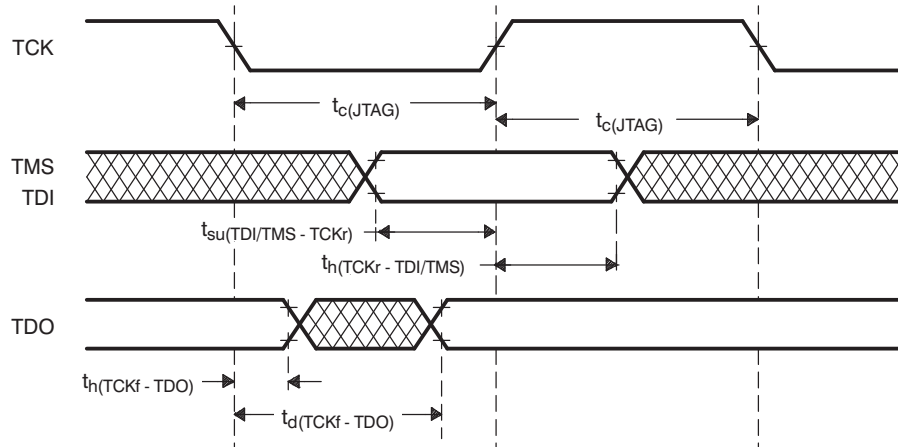 TCK
tc(JTAG)
tc(JTAG)
TMS
TDI
tsu(TDI/TMS - TCKr)
th(TCKr - TDI/TMS)
TDO
th(TCKf - TDO)
td(TCKf - TDO)